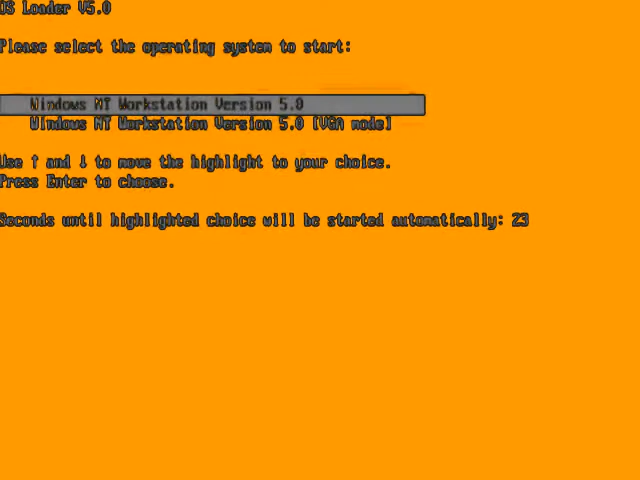 OS Loader V5.0
Please select the operating system to start:
Windows NT Workstation Version 5.0
Windows NT Workstation Version 5.0 [VGA mode]
Use ↑ and ↓ to move the highlight to your choice.
Press Enter to choose.
Seconds until highlighted choice will be started automatically: 23